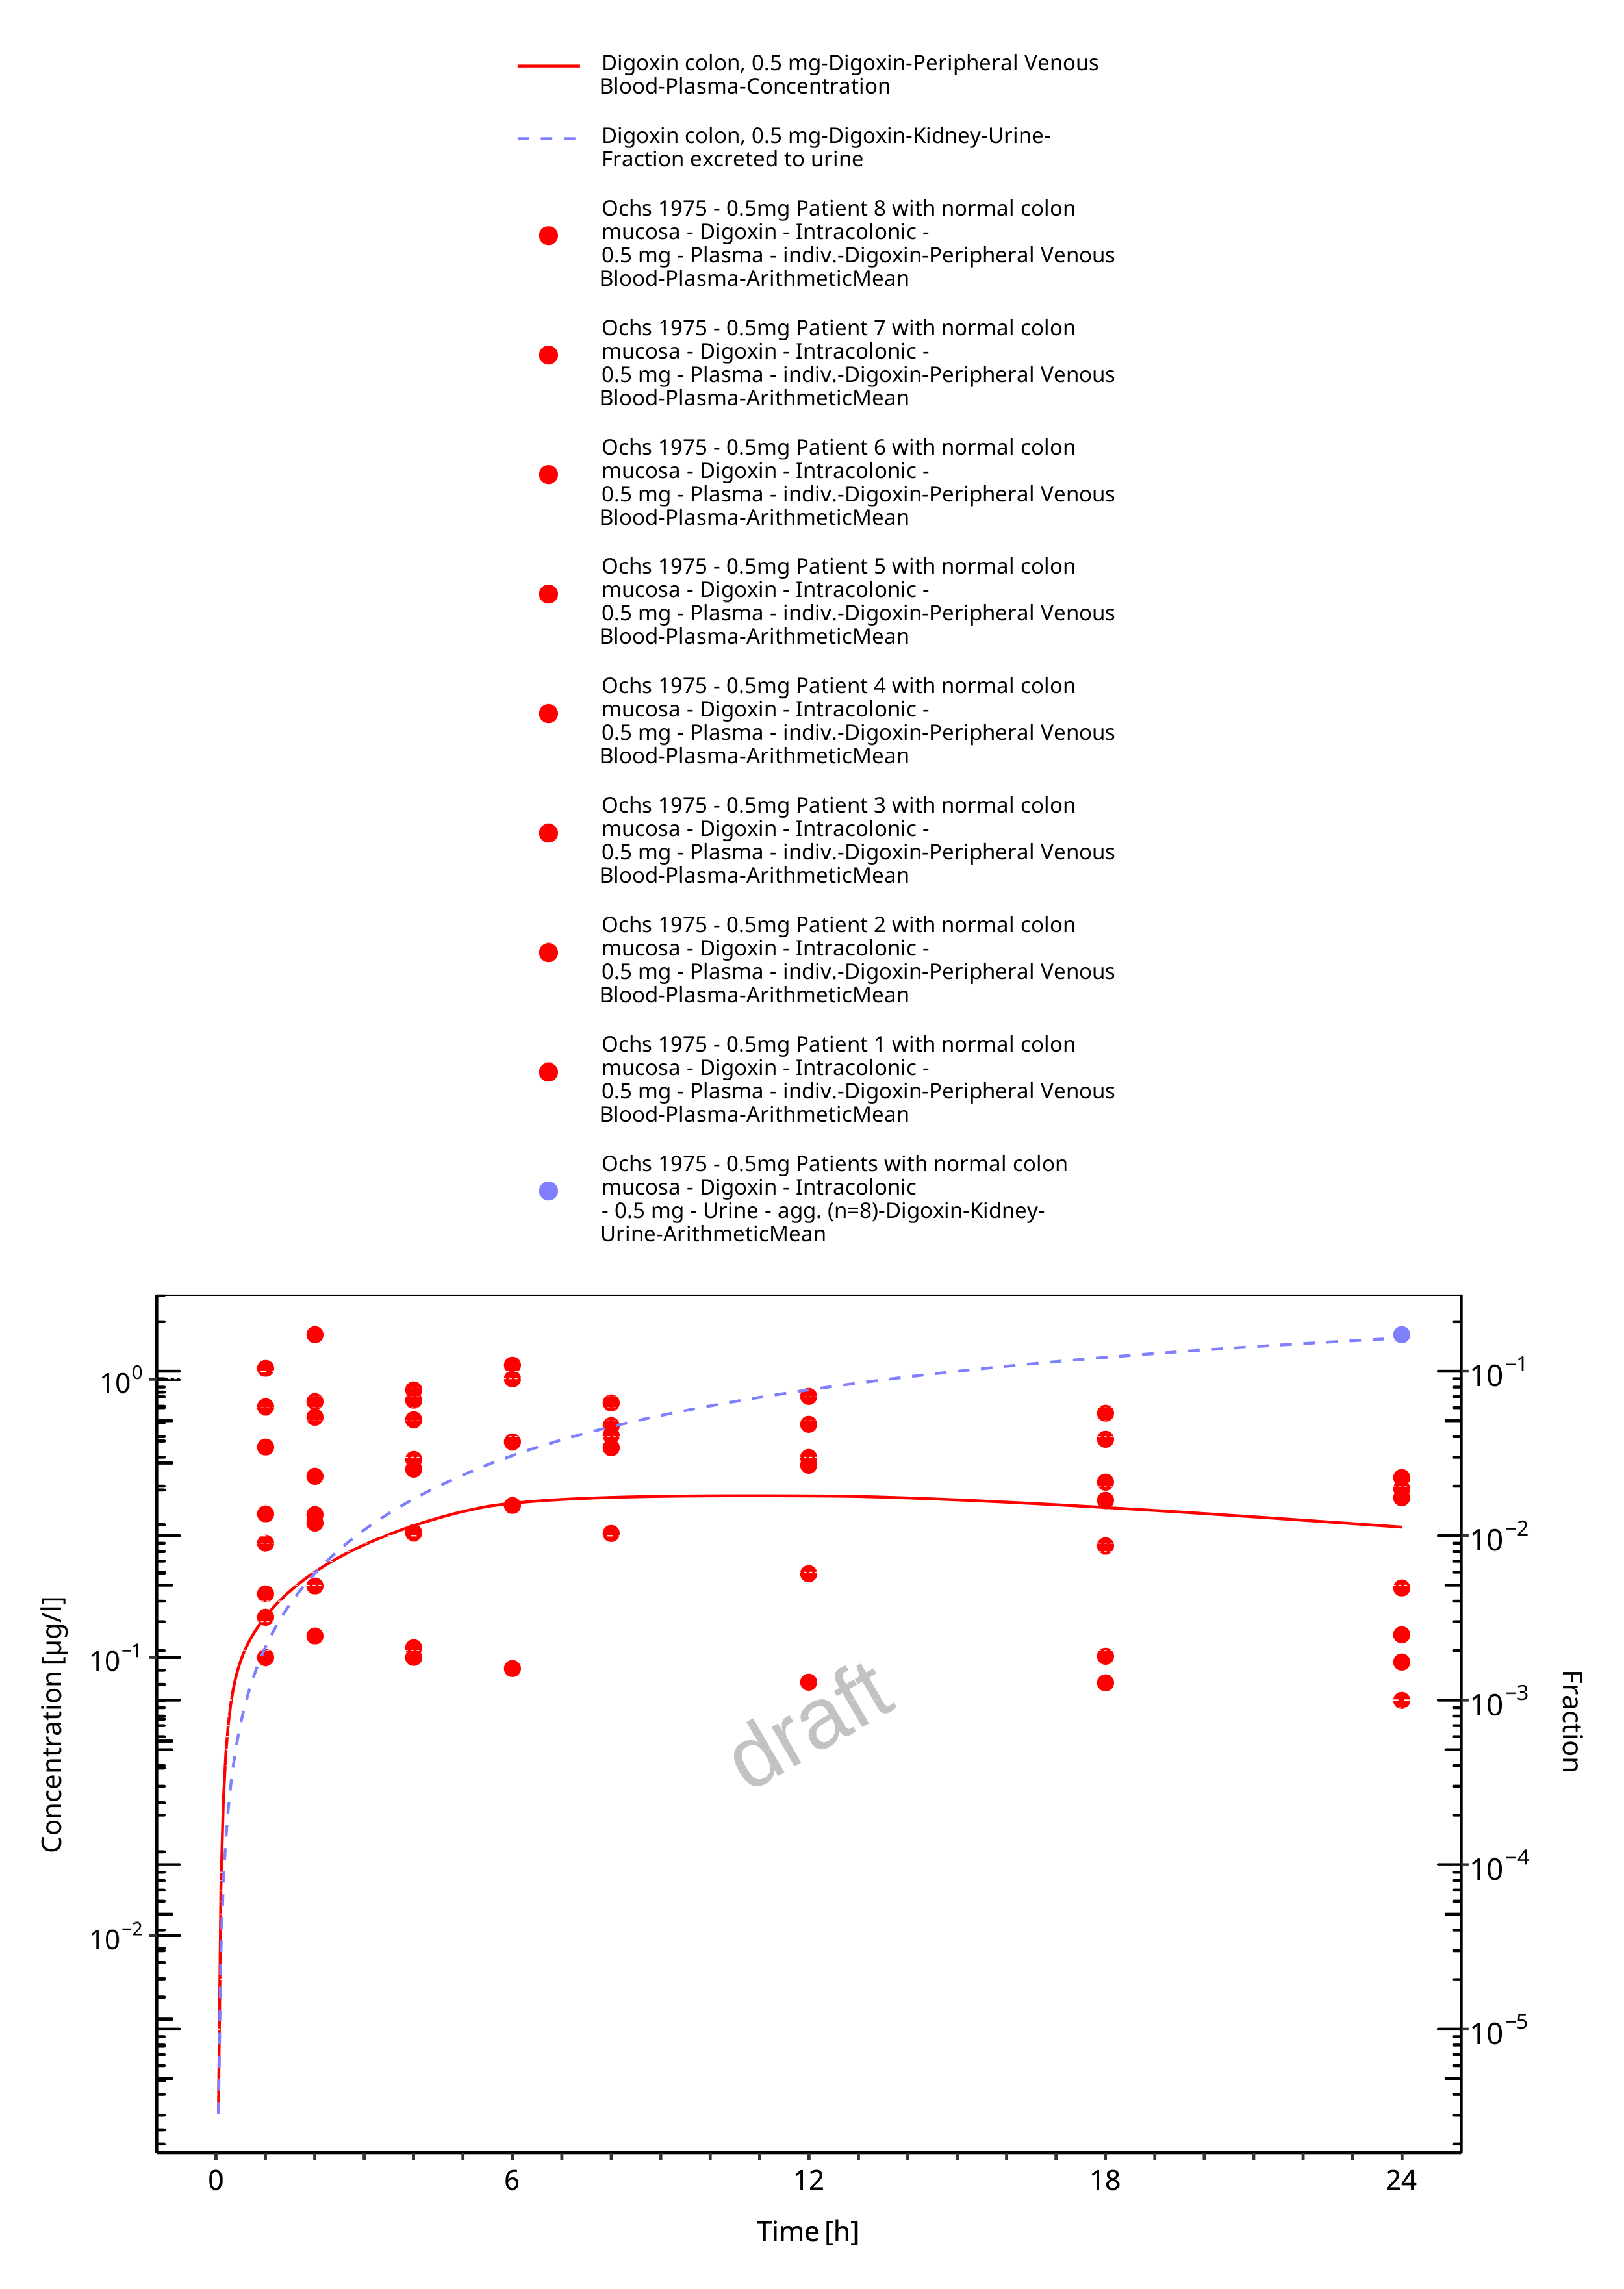 Digoxin colon, 0.5 mg-Digoxin-Peripheral Venous
Blood-Plasma-Concentration
Digoxin colon, 0.5 mg-Digoxin-Kidney-Urine-
Fraction excreted to urine
Ochs 1975 - 0.5mg Patient 8 with normal colon
mucosa - Digoxin - Intracolonic -
0.5 mg - Plasma - indiv.-Digoxin-Peripheral Venous
Blood-Plasma-ArithmeticMean
Ochs 1975 - 0.5mg Patient 7 with normal colon
mucosa - Digoxin - Intracolonic -
0.5 mg - Plasma - indiv.-Digoxin-Peripheral Venous
Blood-Plasma-ArithmeticMean
Ochs 1975 - 0.5mg Patient 6 with normal colon
mucosa - Digoxin - Intracolonic -
0.5 mg - Plasma - indiv.-Digoxin-Peripheral Venous
Blood-Plasma-ArithmeticMean
Ochs 1975 - 0.5mg Patient 5 with normal colon
mucosa - Digoxin - Intracolonic -
0.5 mg - Plasma - indiv.-Digoxin-Peripheral Venous
Blood-Plasma-ArithmeticMean
Ochs 1975 - 0.5mg Patient 4 with normal colon
mucosa - Digoxin - Intracolonic -
0.5 mg - Plasma - indiv.-Digoxin-Peripheral Venous
Blood-Plasma-ArithmeticMean
Ochs 1975 - 0.5mg Patient 3 with normal colon
mucosa - Digoxin - Intracolonic -
0.5 mg - Plasma - indiv.-Digoxin-Peripheral Venous
Blood-Plasma-ArithmeticMean
Ochs 1975 - 0.5mg Patient 2 with normal colon
mucosa - Digoxin - Intracolonic -
0.5 mg - Plasma - indiv.-Digoxin-Peripheral Venous
Blood-Plasma-ArithmeticMean
Ochs 1975 - 0.5mg Patient 1 with normal colon
mucosa - Digoxin - Intracolonic -
0.5 mg - Plasma - indiv.-Digoxin-Peripheral Venous
Blood-Plasma-ArithmeticMean
Ochs 1975 - 0.5mg Patients with normal colon
mucosa - Digoxin - Intracolonic
- 0.5 mg - Urine - agg. (n=8)-Digoxin-Kidney-
Urine-ArithmeticMean
Concentration [µg/l]
10⁰
10⁻¹
10⁻²
draft
10⁻¹
10⁻²
10⁻³
10⁻⁴
10⁻⁵
Fraction
0 6 12 18 24
Time [h]